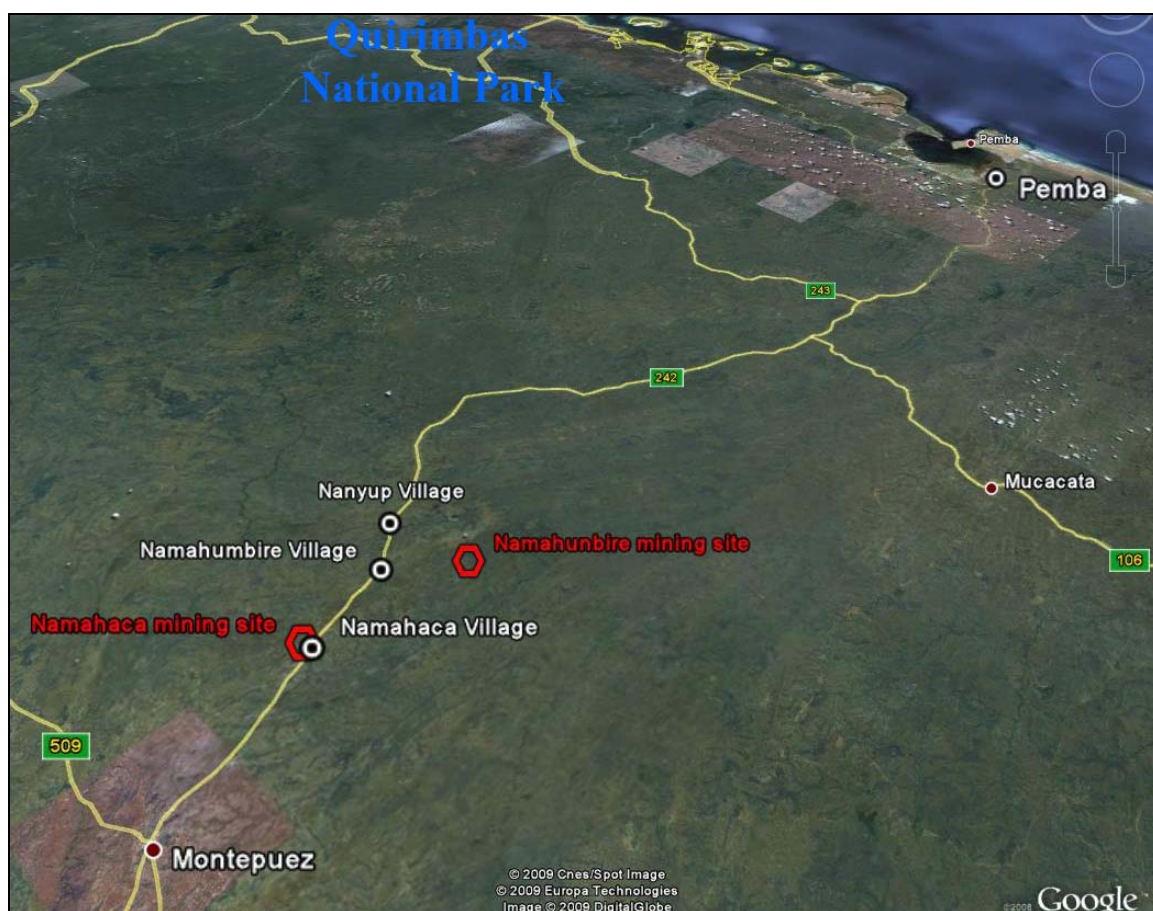 Quirimbas
National Park
Pemba
Pemba
243
242
Nanyup Village
Mucacata
Namahumbire Village
Namahunbire mining site
106
Namahaca mining site
Namahaca Village
509
Montepuez
© 2009 Cnes/Spot Image
© 2009 Europa Technologies
Image © 2009 DigitalGlobe
©2008 Google